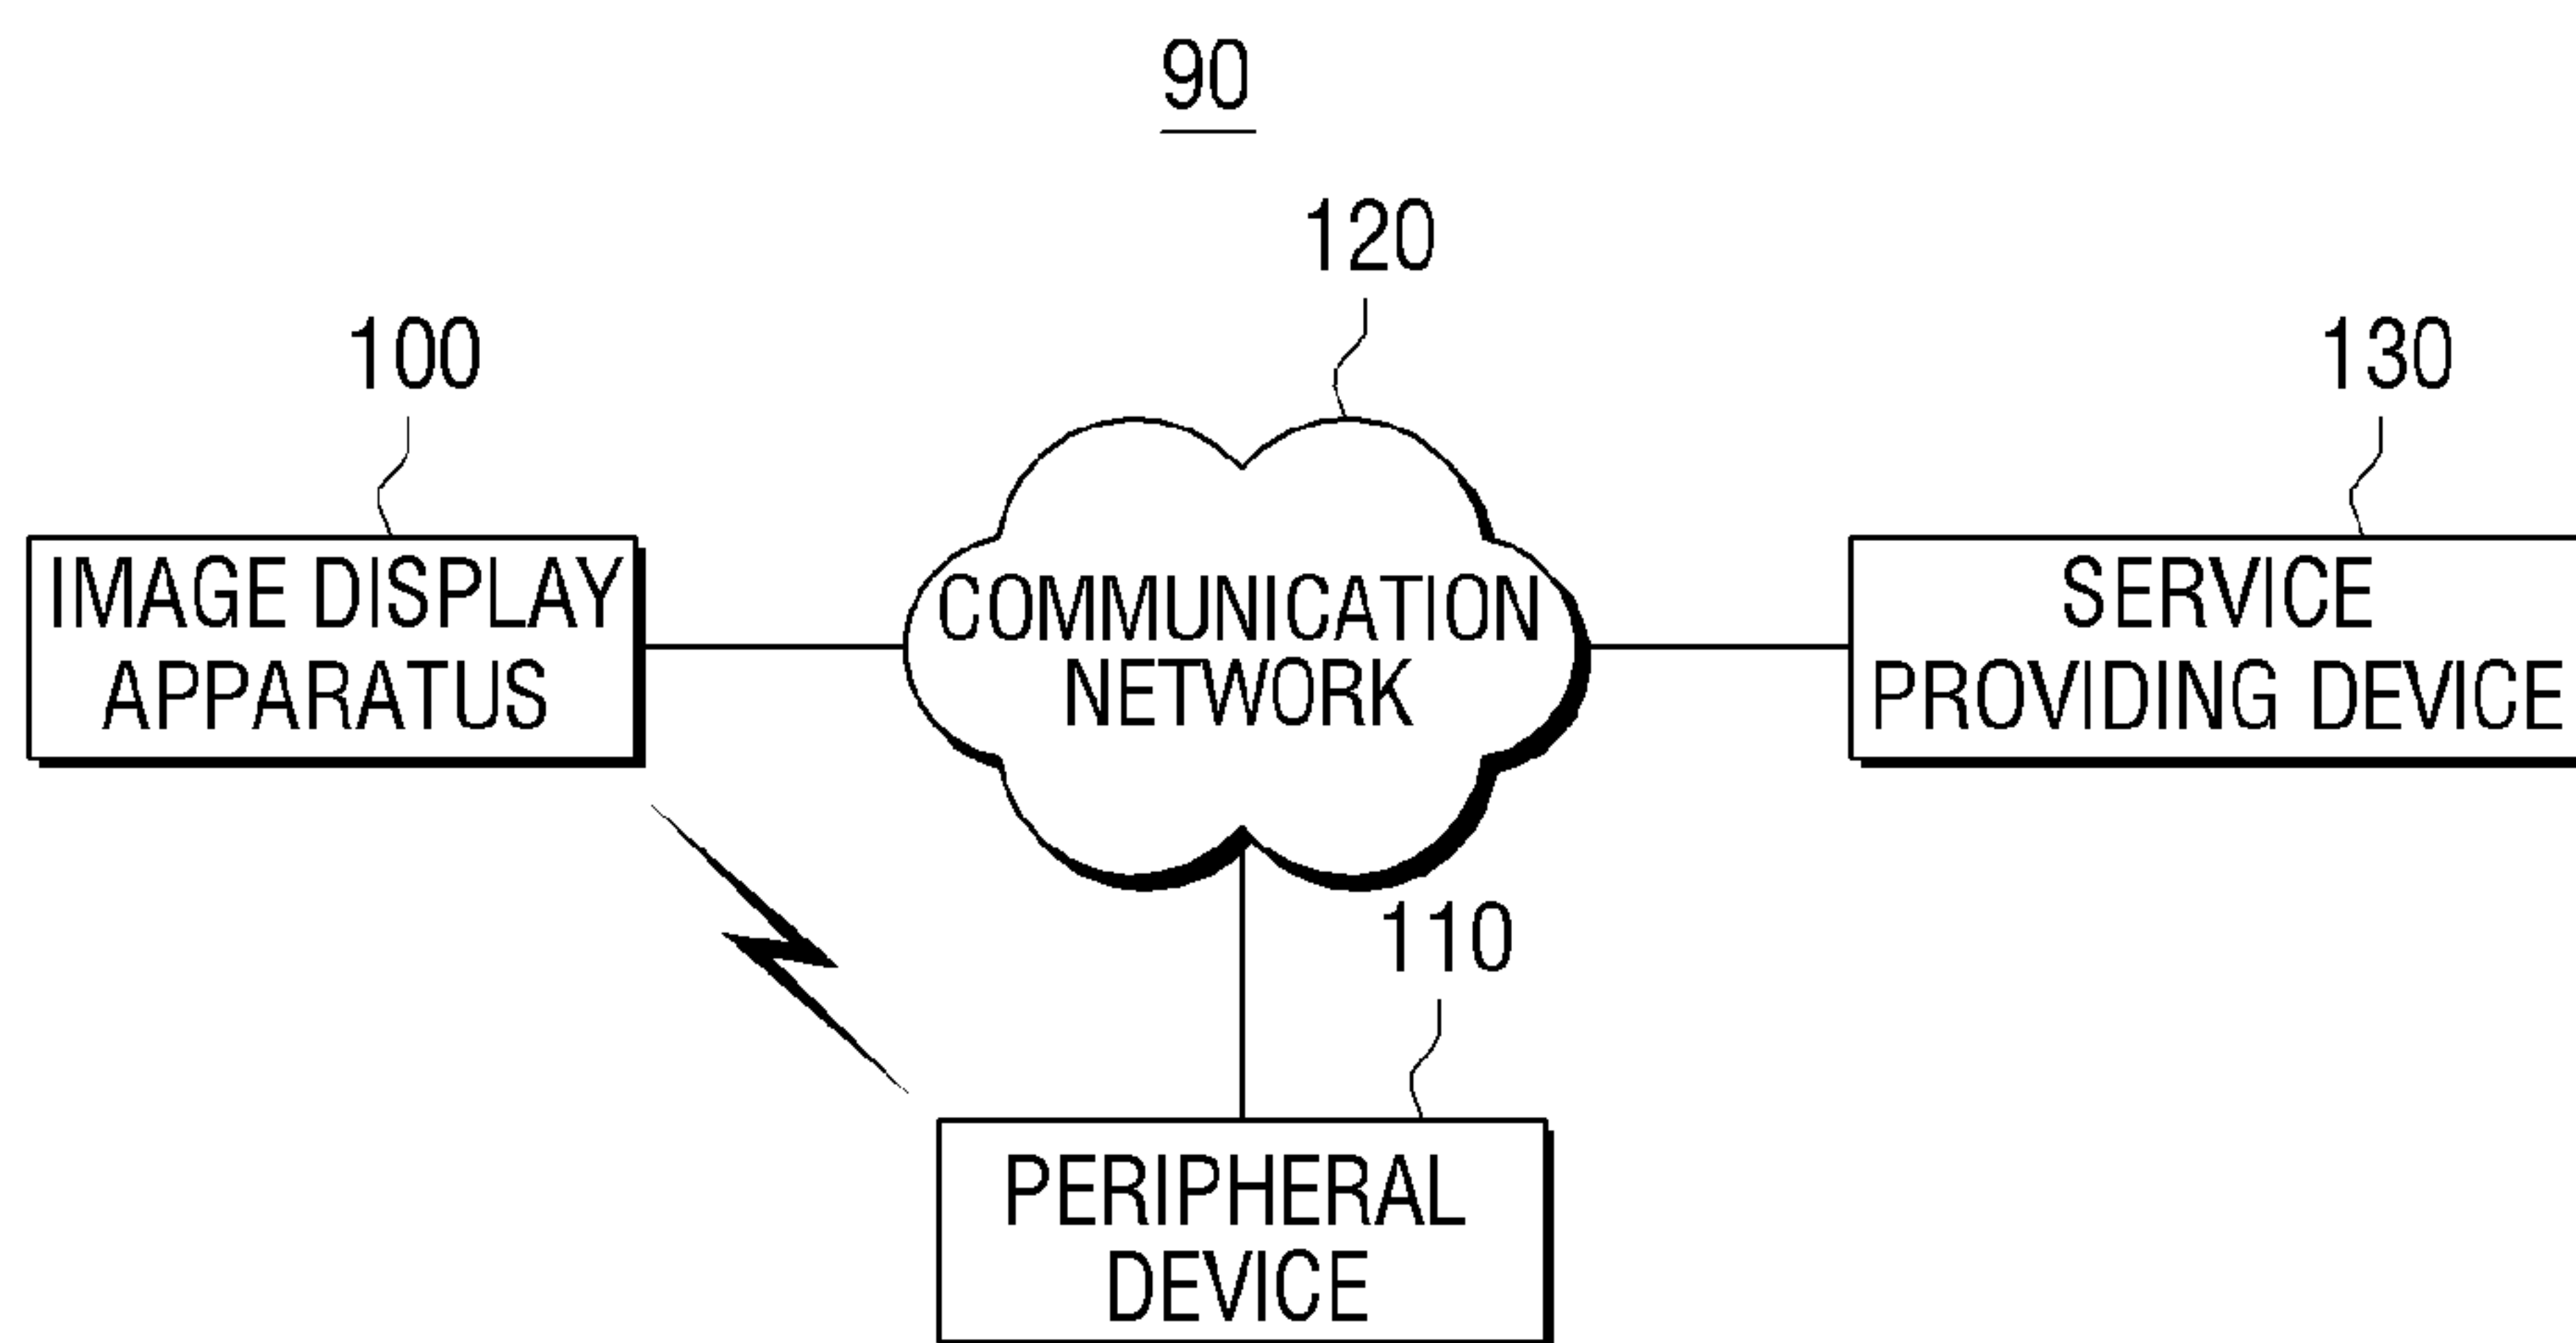 90
120
100
130
IMAGE DISPLAY
APPARATUS
COMMUNICATION
NETWORK
SERVICE
PROVIDING DEVICE
110
PERIPHERAL
DEVICE